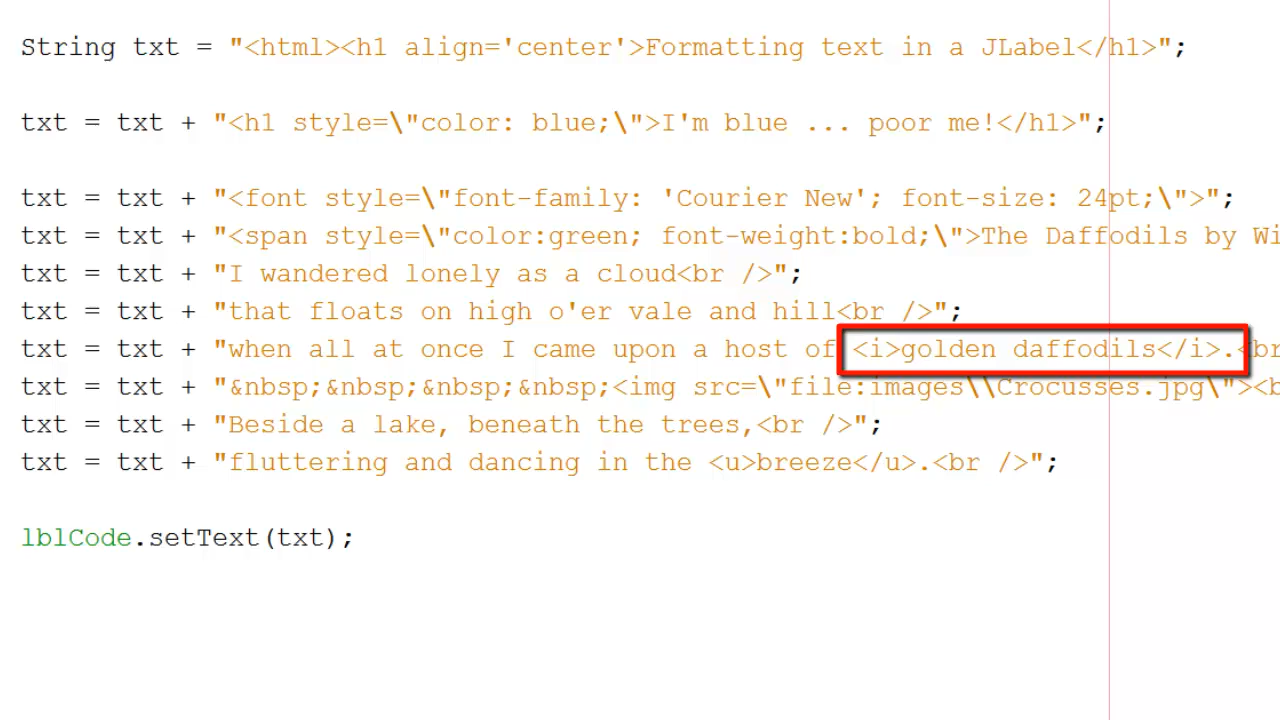 String txt = "<html><h1 align='center'>Formatting text in a JLabel</h1>";
txt = txt + "<h1 style=\"color: blue;\">I'm blue ... poor me!</h1>";
txt = txt + "<font style=\"font-family: 'Courier New'; font-size: 24pt;\">";
txt = txt + "<span style=\"color:green; font-weight:bold;\">The Daffodils by Wi
txt = txt + "I wandered lonely as a cloud<br />";
txt = txt + "that floats on high o'er vale and hill<br />";
txt = txt + "when all at once I came upon a host of <i>golden daffodils</i>.<br
txt = txt + "&nbsp;&nbsp;&nbsp;&nbsp;<img src=\"file:images\\Crocusses.jpg\"><b
txt = txt + "Beside a lake, beneath the trees,<br />";
txt = txt + "fluttering and dancing in the <u>breeze</u>.<br />";
lblCode.setText(txt);